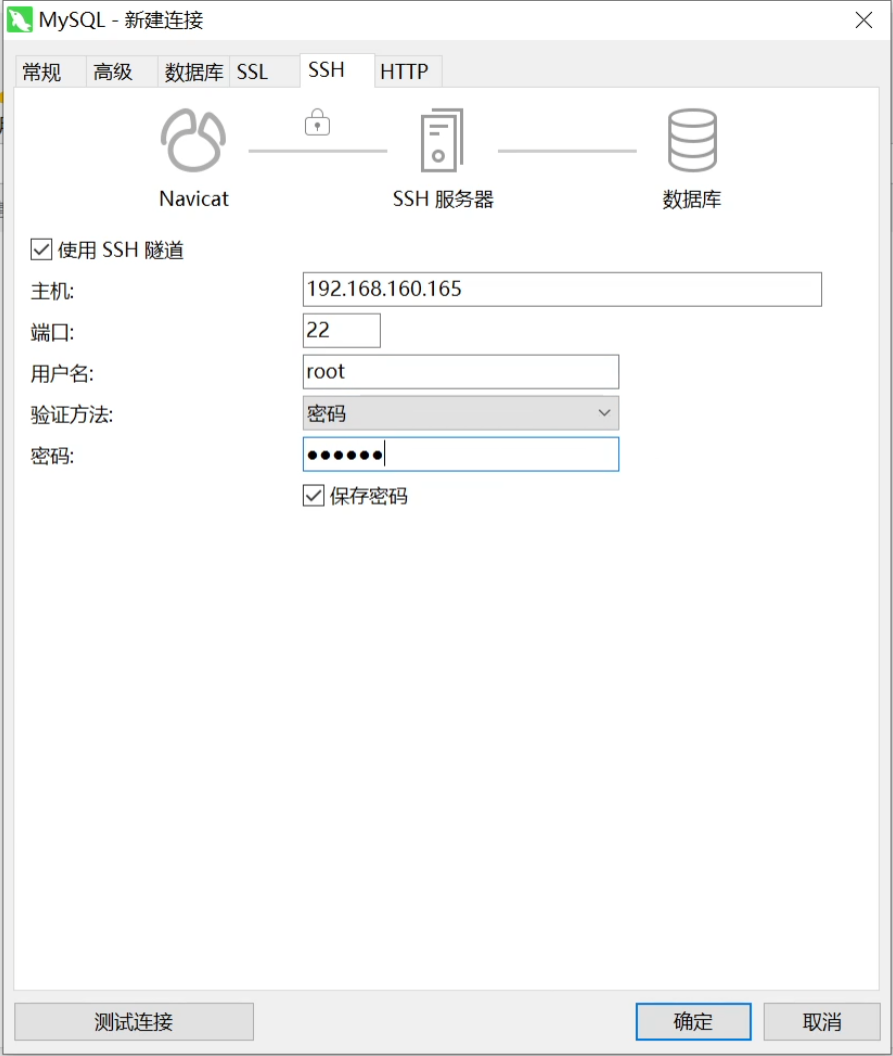 MySQL - 新建连接
常规 高级 数据库 SSL SSH HTTP
Navicat SSH 服务器 数据库
使用 SSH 隧道
主机: 192.168.160.165
端口: 22
用户名: root
验证方法: 密码
密码: ●●●●●●
保存密码
测试连接 确定 取消